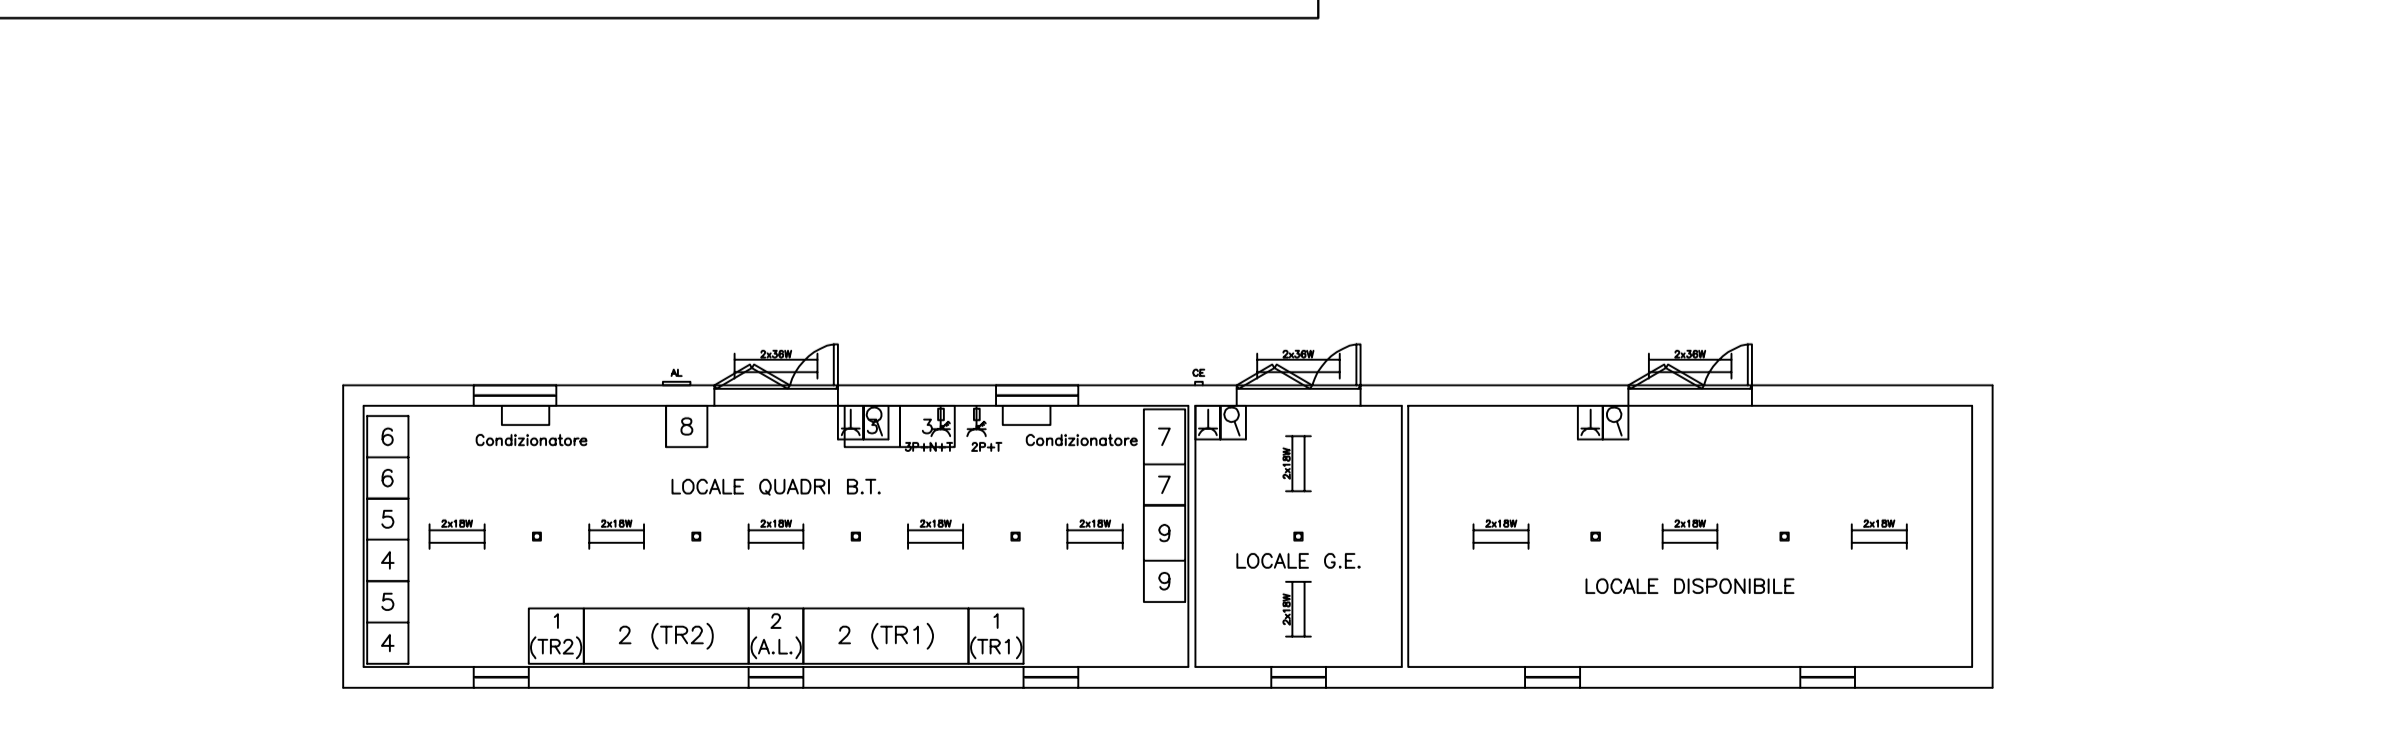 2x36W
2x36W
2x36W
AL
CE
6
8
3
3
7
Condizionatore
3P+N+T
2P+T
Condizionatore
6
LOCALE QUADRI B.T.
7
2x18W
5
2x18W
2x18W
2x18W
2x18W
2x18W
9
2x18W
2x18W
2x18W
4
LOCALE G.E.
9
LOCALE DISPONIBILE
5
2x18W
1
(TR2)
2 (TR2)
2
(A.L.)
2 (TR1)
1
(TR1)
4